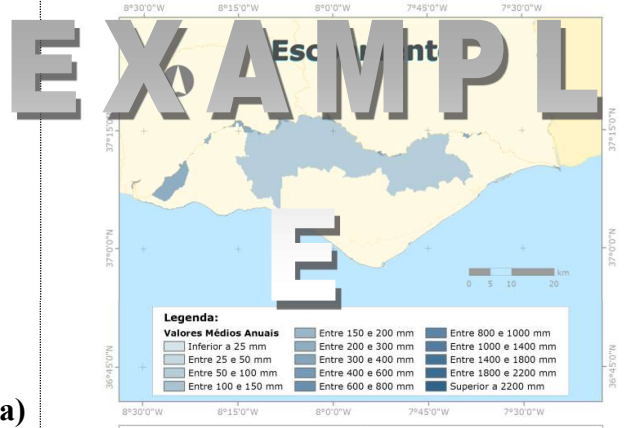 8°30'0"W 8°15'0"W 8°0'0"W 7°45'0"W 7°30'0"W
EXAMPL
E
37°15'0"N 37°15'0"N
37°0'0"N 37°0'0"N
km
0 5 10 20
Legenda:
Valores Médios Anuais
Inferior a 25 mm
Entre 25 e 50 mm
Entre 50 e 100 mm
Entre 100 e 150 mm
Entre 150 e 200 mm
Entre 200 e 300 mm
Entre 300 e 400 mm
Entre 400 e 600 mm
Entre 600 e 800 mm
Entre 800 e 1000 mm
Entre 1000 e 1400 mm
Entre 1400 e 1800 mm
Entre 1800 e 2200 mm
Superior a 2200 mm
36°45'0"N 36°45'0"N
8°30'0"W 8°15'0"W 8°0'0"W 7°45'0"W 7°30'0"W
a)